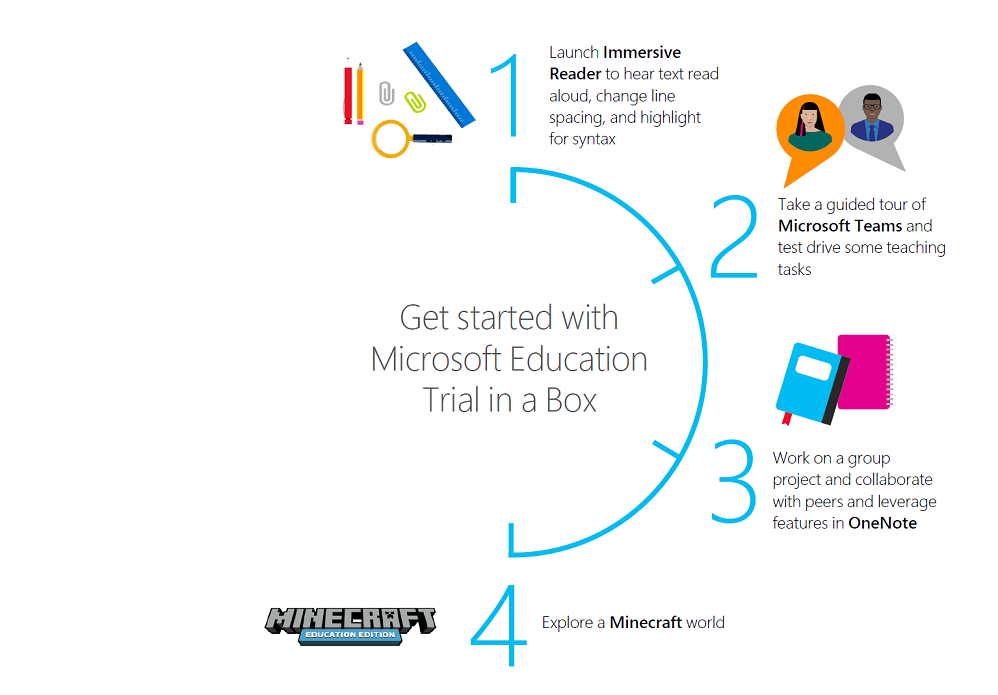 1
Launch Immersive
Reader to hear text read
aloud, change line
spacing, and highlight
for syntax
2
Take a guided tour of
Microsoft Teams and
test drive some teaching
tasks
Get started with
Microsoft Education
Trial in a Box
3
Work on a group
project and collaborate
with peers and leverage
features in OneNote
MINECRAFT
EDUCATION EDITION
4
Explore a Minecraft world